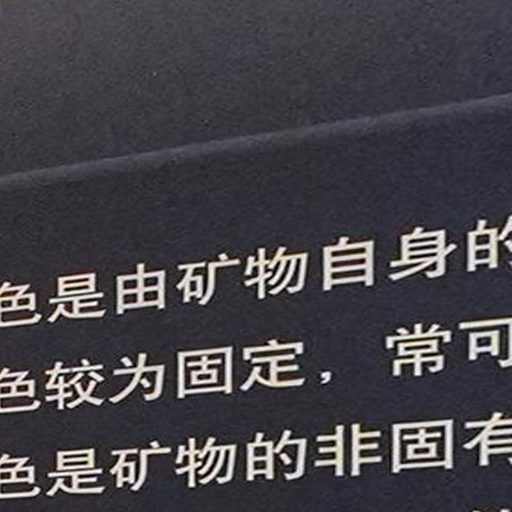 色是由矿物自身的
色较为固定，常可
色是矿物的非固有